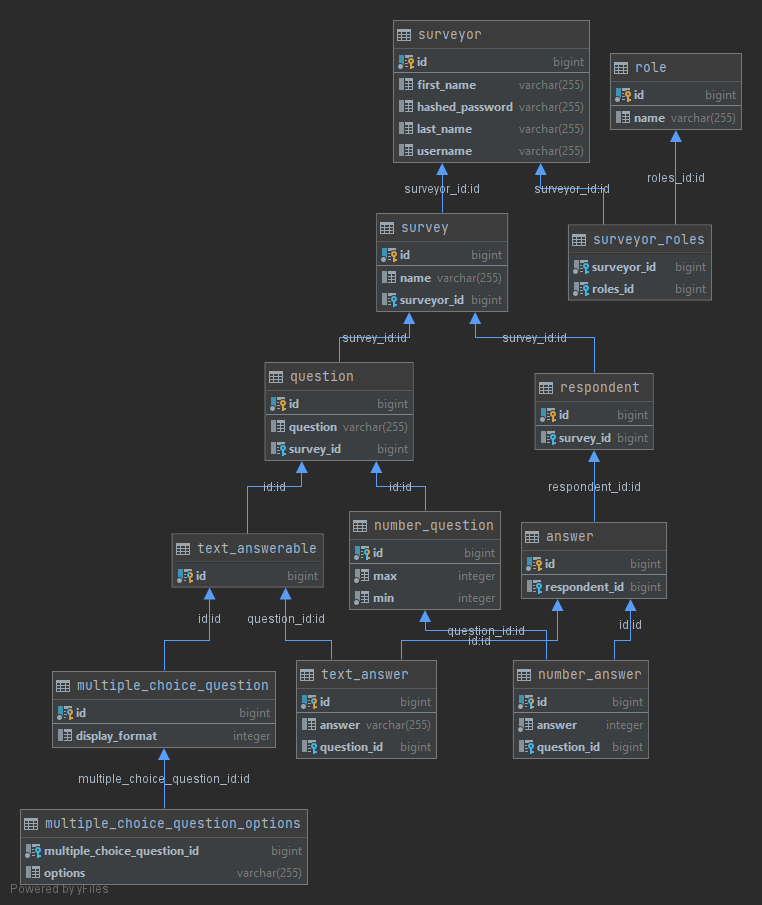 surveyor
id bigint
first_name varchar(255)
hashed_password varchar(255)
last_name varchar(255)
username varchar(255)
role
id bigint
name varchar(255)
surveyor_id:id
surveyor_id:id
roles_id:id
survey
id bigint
name varchar(255)
surveyor_id bigint
surveyor_roles
surveyor_id bigint
roles_id bigint
survey_id:id
survey_id:id
question
id bigint
question varchar(255)
survey_id bigint
respondent
id bigint
survey_id bigint
id:id
id:id
respondent_id:id
text_answerable
id bigint
number_question
id bigint
max integer
min integer
answer
id bigint
respondent_id bigint
id:id
question_id:id
question_id:id
id:id
id:id
multiple_choice_question
id bigint
display_format integer
text_answer
id bigint
answer varchar(255)
question_id bigint
number_answer
id bigint
answer integer
question_id bigint
multiple_choice_question_id:id
multiple_choice_question_options
multiple_choice_question_id bigint
options varchar(255)
Powered by yFiles